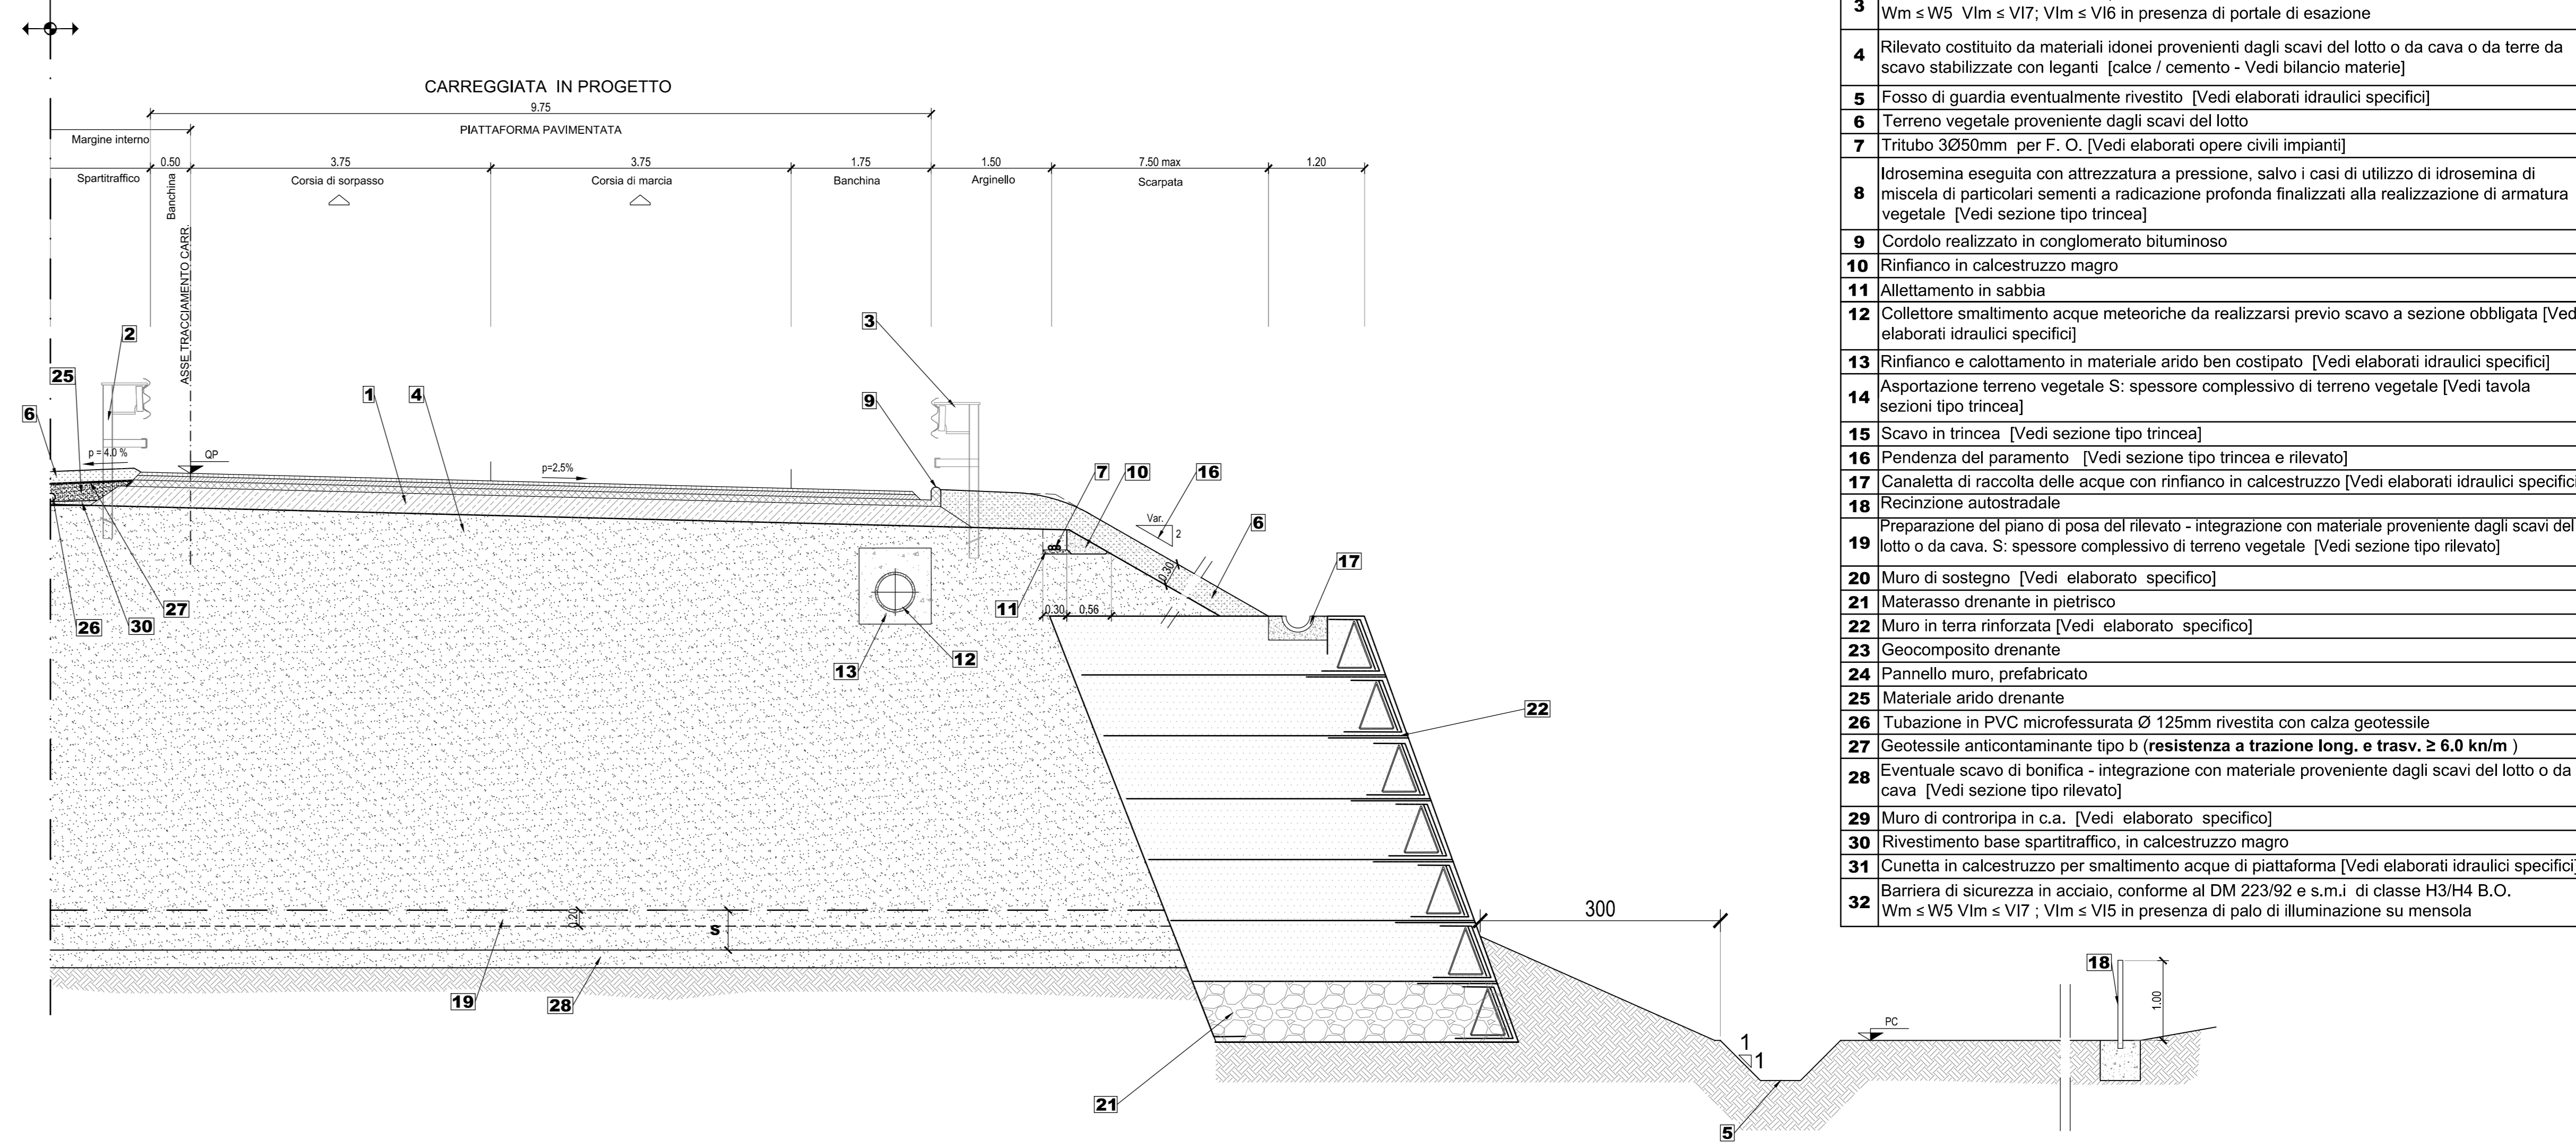 CARREGGIATA IN PROGETTO
9.75
PIATTAFORMA PAVIMENTATA
Margine interno
0.50
3.75
3.75
1.75
1.50
7.50 max
1.20
Spartitraffico
Banchina
Corsia di sorpasso
Corsia di marcia
Banchina
Arginello
Scarpata
ASSE TRACCIAMENTO CARR.
2
3
25
1
4
9
6
p = 4.0 %
QP
p=2.5%
7
10
16
Var.
2
6
0.30
17
11
0.30
0.56
27
26
30
13
12
22
0.20
S
19
28
300
21
1
1
PC
5
18
1.00
3
Wm ≤ W5 VIm ≤ VI7; VIm ≤ VI6 in presenza di portale di esazione
4
Rilevato costituito da materiali idonei provenienti dagli scavi del lotto o da cava o da terre da
scavo stabilizzate con leganti [calce / cemento - Vedi bilancio materie]
5 Fosso di guardia eventualmente rivestito [Vedi elaborati idraulici specifici]
6 Terreno vegetale proveniente dagli scavi del lotto
7 Tritubo 3Ø50mm per F. O. [Vedi elaborati opere civili impianti]
8
Idrosemina eseguita con attrezzatura a pressione, salvo i casi di utilizzo di idrosemina di
miscela di particolari sementi a radicazione profonda finalizzati alla realizzazione di armatura
vegetale [Vedi sezione tipo trincea]
9 Cordolo realizzato in conglomerato bituminoso
10 Rinfianco in calcestruzzo magro
11 Allettamento in sabbia
12 Collettore smaltimento acque meteoriche da realizzarsi previo scavo a sezione obbligata [Ved
elaborati idraulici specifici]
13 Rinfianco e calottamento in materiale arido ben costipato [Vedi elaborati idraulici specifici]
14
Asportazione terreno vegetale S: spessore complessivo di terreno vegetale [Vedi tavola
sezioni tipo trincea]
15 Scavo in trincea [Vedi sezione tipo trincea]
16 Pendenza del paramento [Vedi sezione tipo trincea e rilevato]
17 Canaletta di raccolta delle acque con rinfianco in calcestruzzo [Vedi elaborati idraulici specifici
18 Recinzione autostradale
19
Preparazione del piano di posa del rilevato - integrazione con materiale proveniente dagli scavi del
lotto o da cava. S: spessore complessivo di terreno vegetale [Vedi sezione tipo rilevato]
20 Muro di sostegno [Vedi elaborato specifico]
21 Materasso drenante in pietrisco
22 Muro in terra rinforzata [Vedi elaborato specifico]
23 Geocomposito drenante
24 Pannello muro, prefabricato
25 Materiale arido drenante
26 Tubazione in PVC microfessurata Ø 125mm rivestita con calza geotessile
27 Geotessile anticontaminante tipo b (resistenza a trazione long. e trasv. ≥ 6.0 kn/m )
28
Eventuale scavo di bonifica - integrazione con materiale proveniente dagli scavi del lotto o da
cava [Vedi sezione tipo rilevato]
29 Muro di controripa in c.a. [Vedi elaborato specifico]
30 Rivestimento base spartitraffico, in calcestruzzo magro
31 Cunetta in calcestruzzo per smaltimento acque di piattaforma [Vedi elaborati idraulici specifici]
32
Barriera di sicurezza in acciaio, conforme al DM 223/92 e s.m.i di classe H3/H4 B.O.
Wm ≤ W5 VIm ≤ VI7 ; VIm ≤ VI5 in presenza di palo di illuminazione su mensola